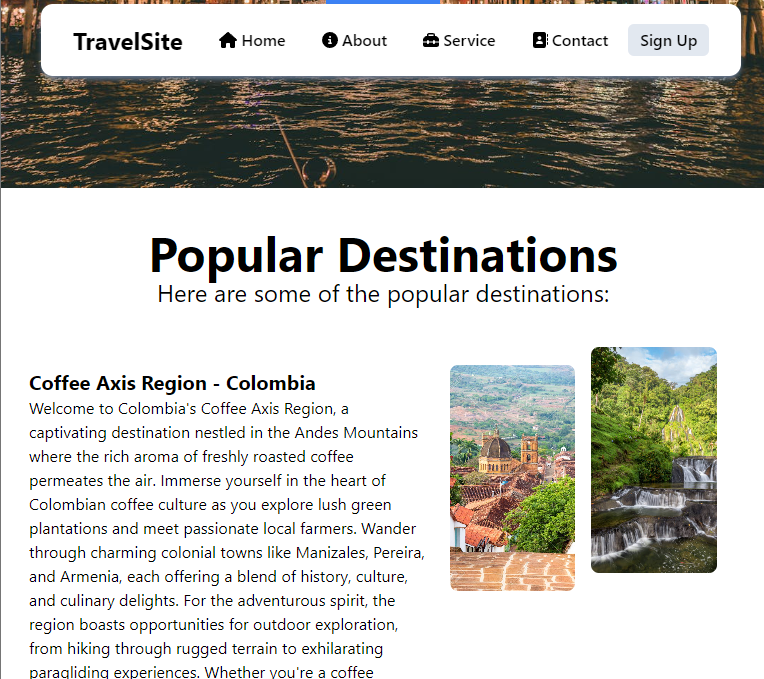 TravelSite Home About Service Contact Sign Up
Popular Destinations
Here are some of the popular destinations:
Coffee Axis Region - Colombia
Welcome to Colombia's Coffee Axis Region, a
captivating destination nestled in the Andes Mountains
where the rich aroma of freshly roasted coffee
permeates the air. Immerse yourself in the heart of
Colombian coffee culture as you explore lush green
plantations and meet passionate local farmers. Wander
through charming colonial towns like Manizales, Pereira,
and Armenia, each offering a blend of history, culture,
and culinary delights. For the adventurous spirit, the
region boasts opportunities for outdoor exploration,
from hiking through rugged terrain to exhilarating
paragliding experiences. Whether you're a coffee